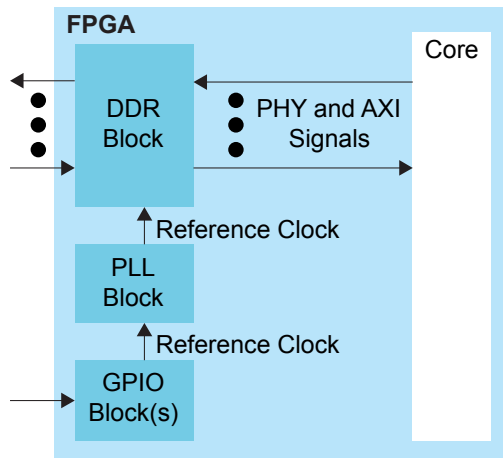 FPGA
Core
DDR
Block
PHY and AXI
Signals
Reference Clock
PLL
Block
Reference Clock
GPIO
Block(s)